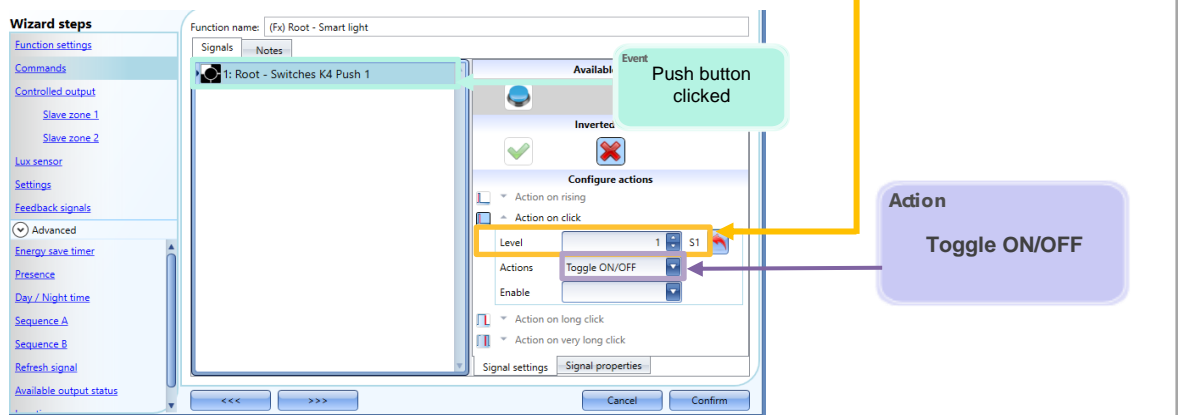 Wizard steps
Function settings
Commands
Controlled output
Slave zone 1
Slave zone 2
Lux sensor
Settings
Feedback signals
Advanced
Energy save timer
Presence
Day / Night time
Sequence A
Sequence B
Refresh signal
Available output status
Function name: (Fx) Root - Smart light
Signals Notes
1: Root - Switches K4 Push 1
Inverted
Configure actions
Action on rising
Action on click
Level 1 S1
Actions Toggle ON/OFF
Enable
Action on long click
Action on very long click
Signal settings Signal properties
<<< >>> Cancel Confirm
Event
Push button
clicked
Action
Toggle ON/OFF